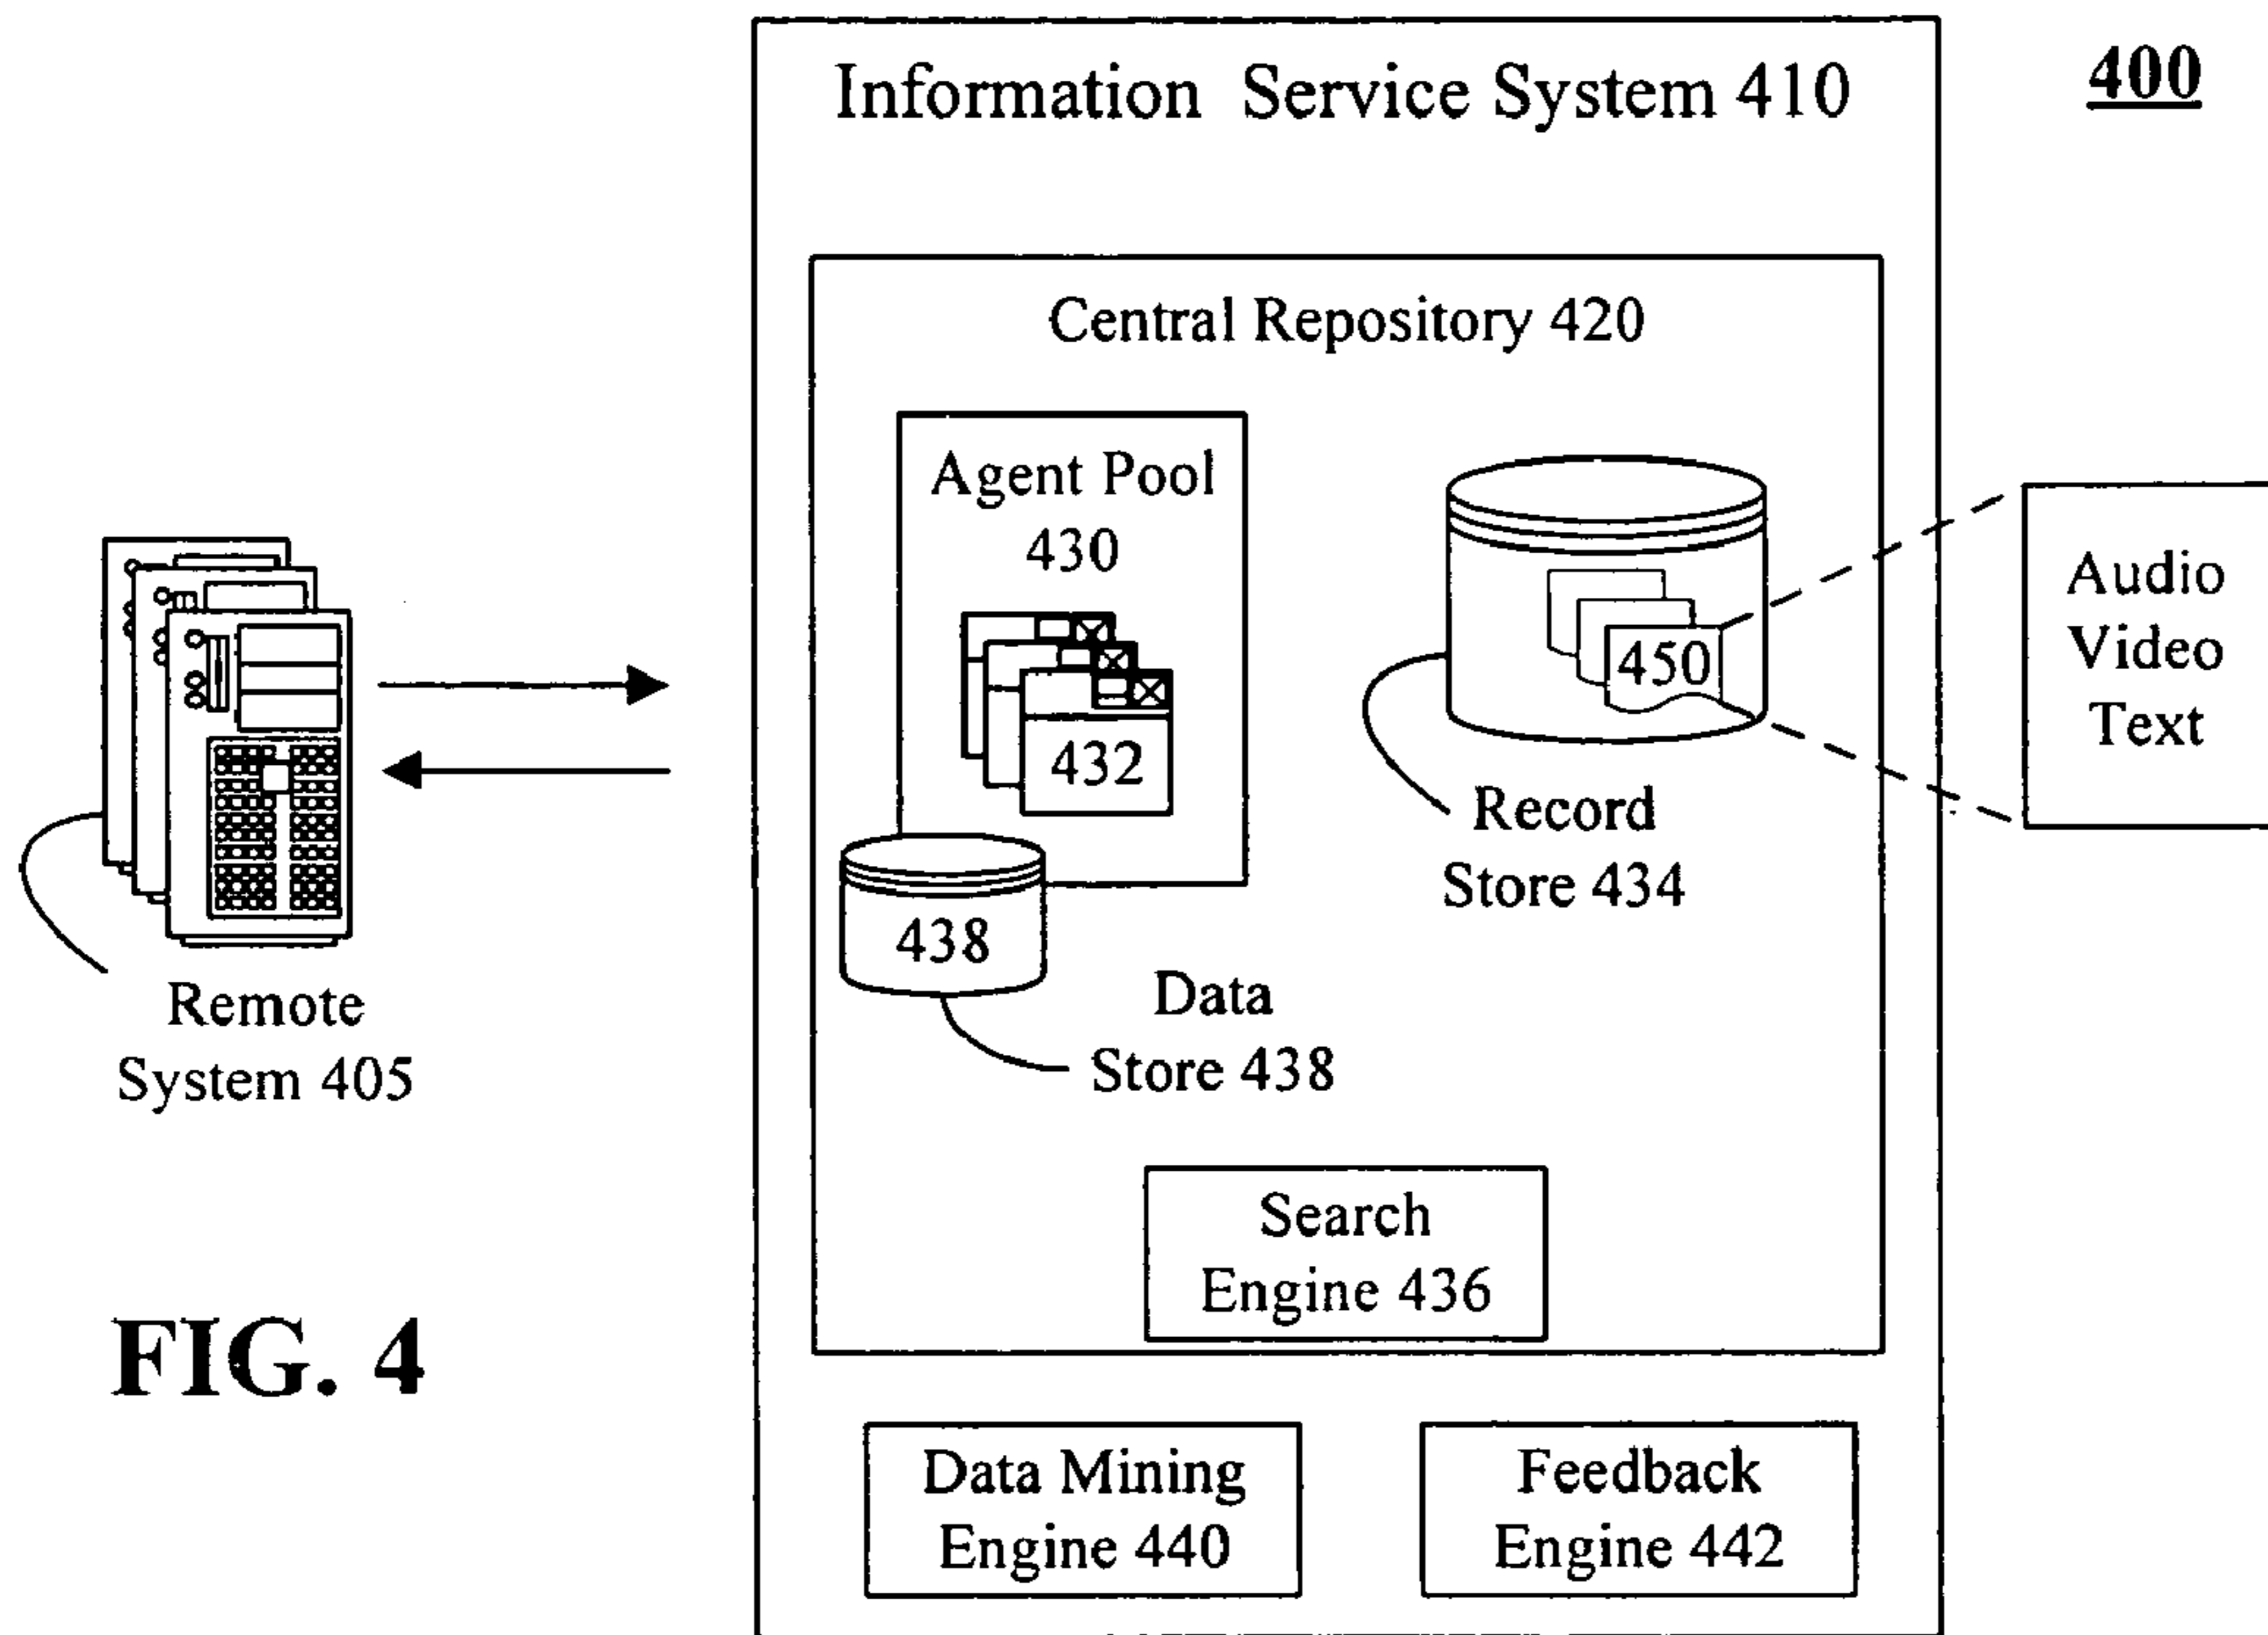 Information Service System 410
400
Central Repository 420
Agent Pool
430
432
438
450
Audio
Video
Text
Record
Store 434
Data
Store 438
Remote
System 405
Search
Engine 436
FIG. 4
Data Mining
Engine 440
Feedback
Engine 442